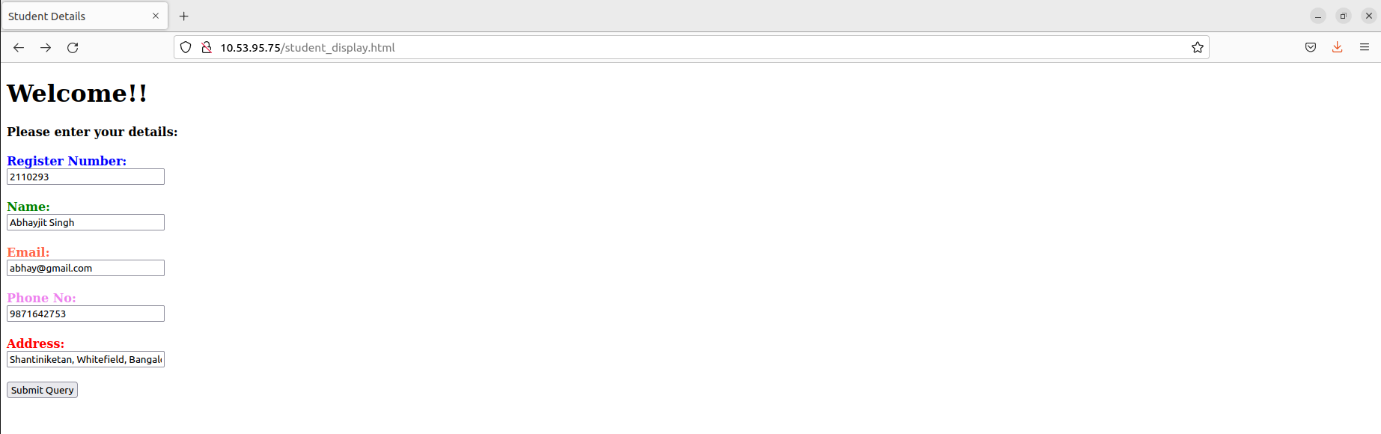 Student Details
10.53.95.75/student_display.html
Welcome!!
Please enter your details:
Register Number:
2110293
Name:
Abhayjit Singh
Email:
abhay@gmail.com
Phone No:
9871642753
Address:
Shantiniketan, Whitefield,
Submit Query